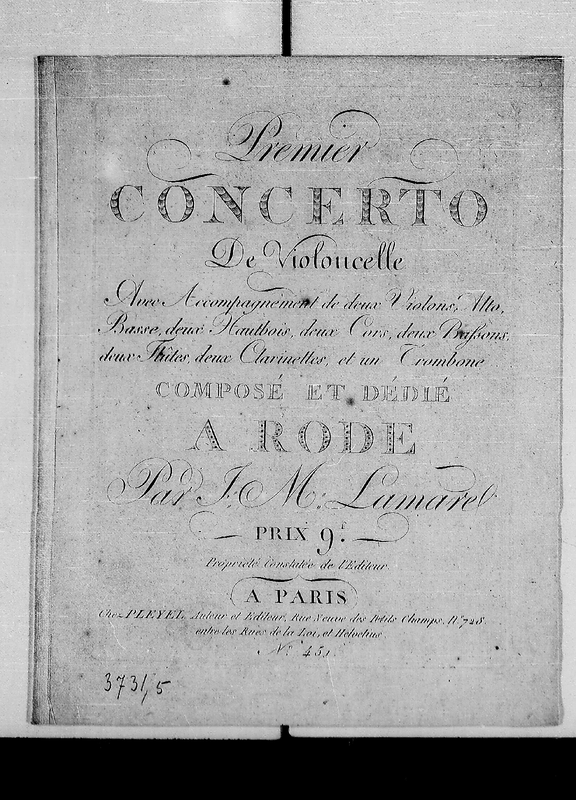 Premier
CONCERTO
De Violoncelle
Avec Accompagnement de deux Violons, Alto,
Basse, deux Hautbois, deux Cors, deux Baſsons,
deux Flûtes, deux Clarinettes, et un Trombone
COMPOSÉ ET DÉDIÉ
A RODE
Par J. M. Lamare
PRIX 9.f
Propriété Constatée de l'Editeur.
A PARIS
Chez PLEYEL, Auteur et Editeur, Rue Neuve des Petits Champs, N.º 728
entre les Rues de la Loi, et Helvetius.
N.º 451
3731,5